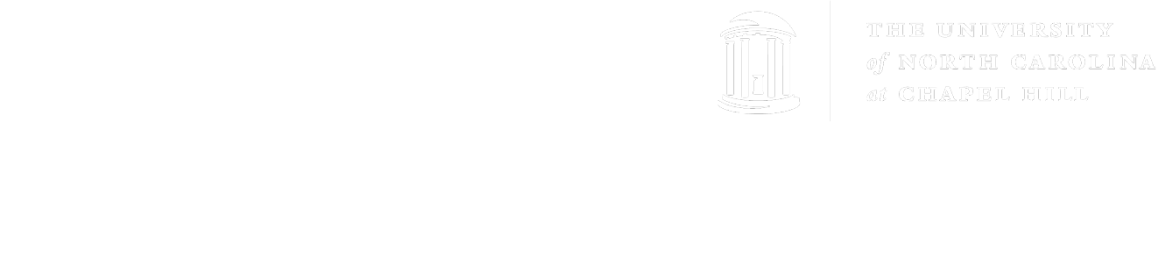 THE UNIVERSITY
of NORTH CAROLINA
at CHAPEL HILL